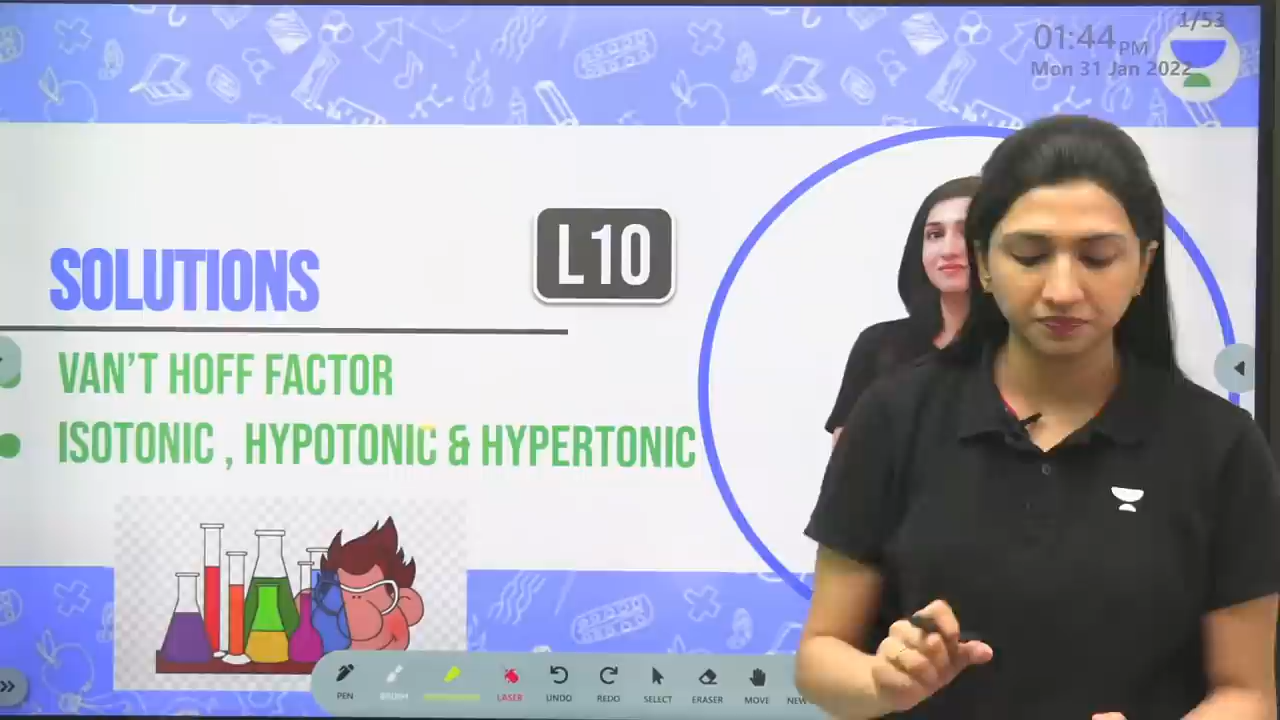 1/53
01:44 PM
Mon 31 Jan 2022
L10
SOLUTIONS
VAN'T HOFF FACTOR
ISOTONIC , HYPOTONIC & HYPERTONIC
PEN
BRUSH
LASER
UNDO
REDO
SELECT
ERASER
MOVE
NEW